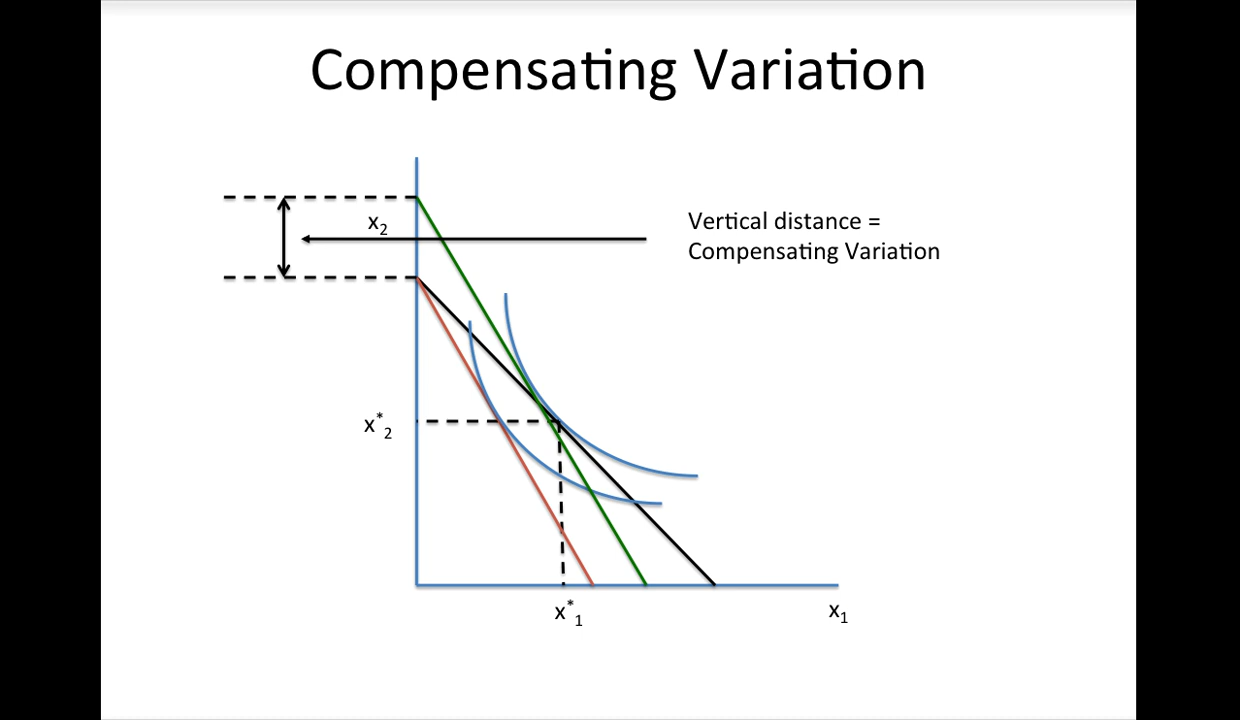 Compensating Variation
x2
Vertical distance =
Compensating Variation
x*2
x*1
x1